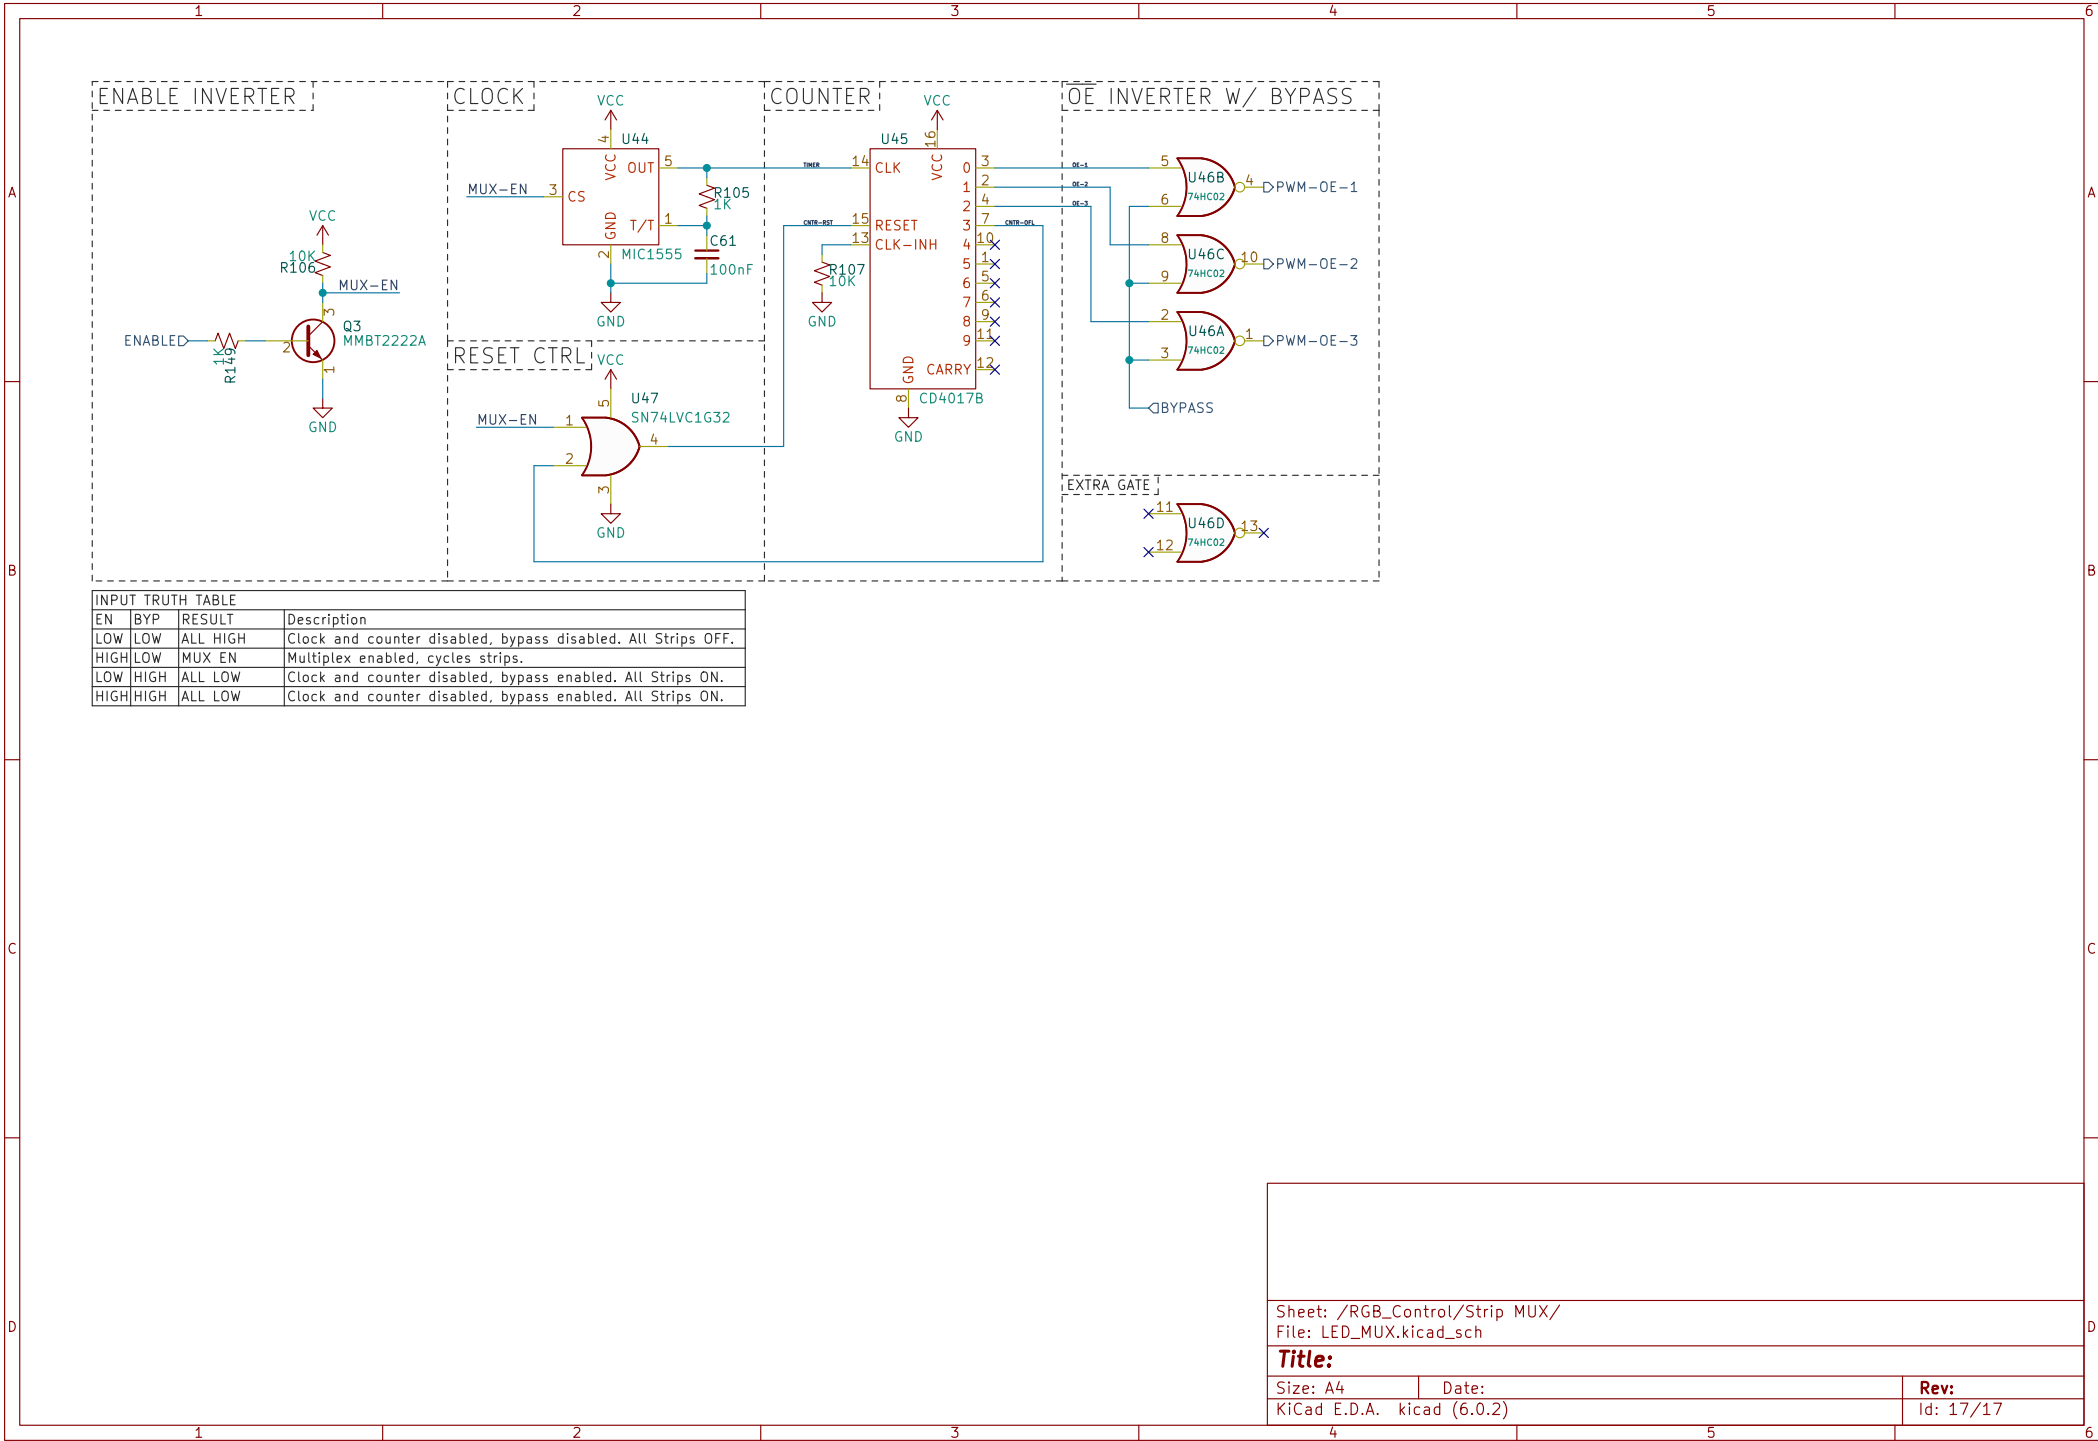 1 2 3 4 5 6
A
B
C
D
A
B
C
D
ENABLE INVERTER
VCC
10K
R106
MUX-EN
3
Q3
MMBT2222A
ENABLE
1K
R149
2
1
GND
CLOCK
VCC
4
U44
VCC
OUT
5
MUX-EN
3
CS
R105
1K
GND
T/T
1
2
MIC1555
C61
100nF
GND
RESET CTRL
VCC
5
U47
SN74LVC1G32
MUX-EN
1
4
2
3
GND
COUNTER
VCC
16
U45
TIMER
14
CLK
VCC
0
3
1
2
2
4
CNTR-RST
15
RESET
3
7
CNTR-OFL
13
CLK-INH
4
10
5
1
6
5
7
6
8
9
9
11
CARRY
12
R107
10K
GND
GND
8
CD4017B
GND
OE INVERTER W/ BYPASS
OE-1
OE-2
OE-3
5
U46B
74HC02
6
4
PWM-OE-1
8
U46C
74HC02
9
10
PWM-OE-2
2
U46A
74HC02
3
1
PWM-OE-3
BYPASS
EXTRA GATE
11
U46D
74HC02
12
13
INPUT TRUTH TABLE
EN BYP RESULT Description
LOW LOW ALL HIGH Clock and counter disabled, bypass disabled. All Strips OFF.
HIGH LOW MUX EN Multiplex enabled, cycles strips.
LOW HIGH ALL LOW Clock and counter disabled, bypass enabled. All Strips ON.
HIGH HIGH ALL LOW Clock and counter disabled, bypass enabled. All Strips ON.
Sheet: /RGB_Control/Strip MUX/
File: LED_MUX.kicad_sch
Title:
Size: A4 Date: Rev:
KiCad E.D.A. kicad (6.0.2) Id: 17/17
1 2 3 4 5 6